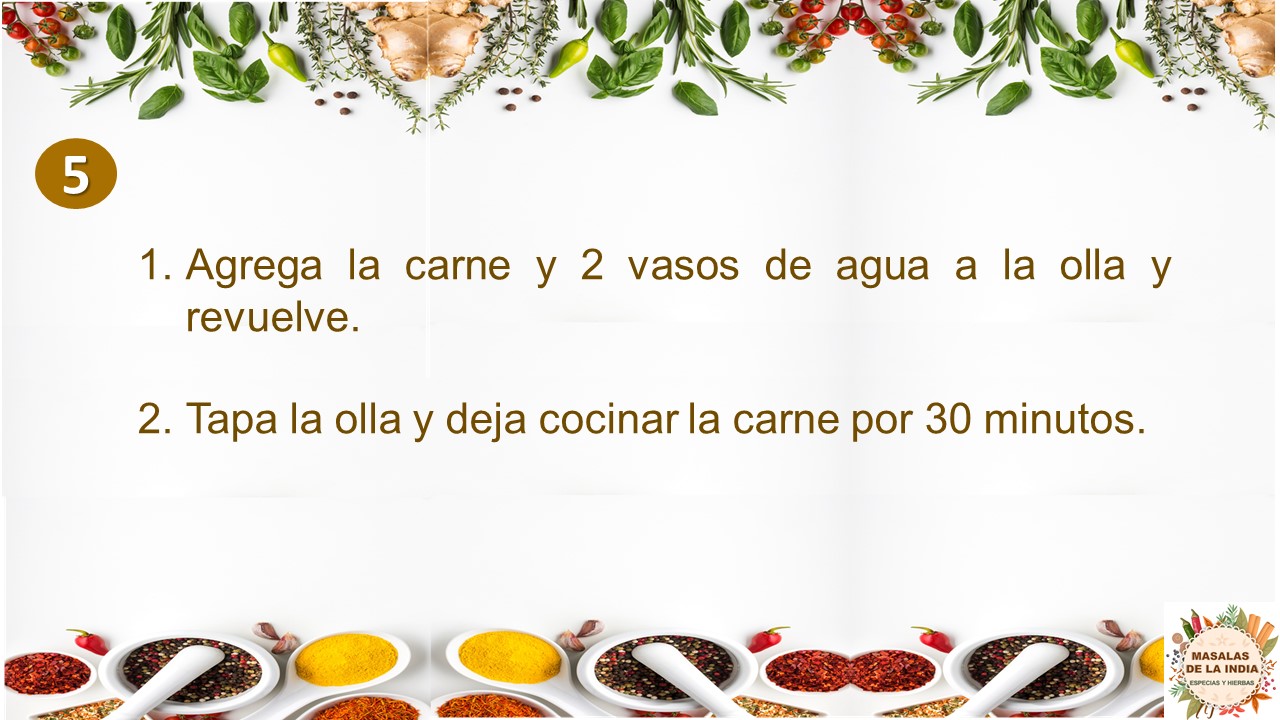 5
1. Agrega la carne y 2 vasos de agua a la olla y
revuelve.
2. Tapa la olla y deja cocinar la carne por 30 minutos.
MASALAS
DE LA INDIA
ESPECIAS Y HIERBAS